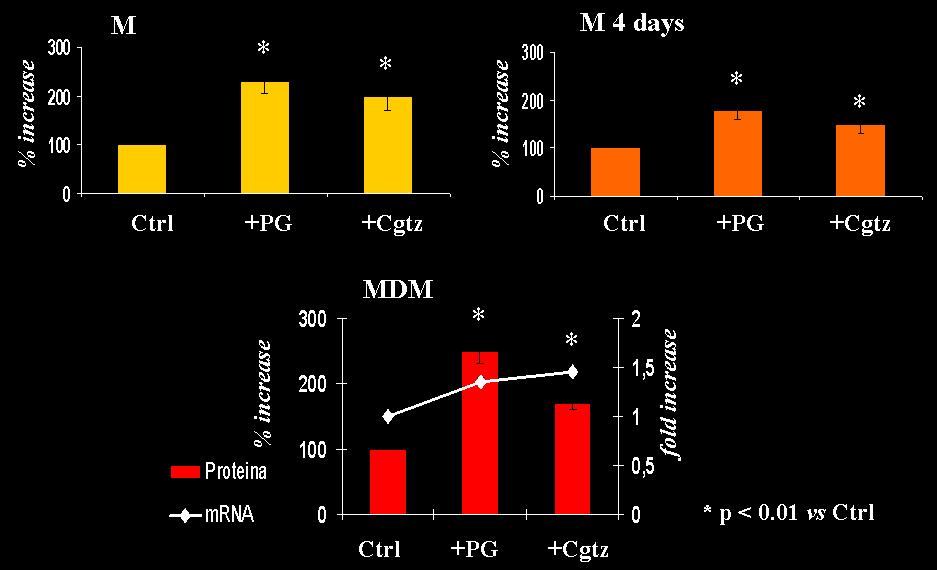 M
% increase
300
200
100
0
*
*
Ctrl
+PG
+Cgtz
M 4 days
% increase
300
200
100
0
*
*
Ctrl
+PG
+Cgtz
MDM
% increase
300
200
100
0
*
*
2
1,5
1
0,5
0
fold increase
Proteina
mRNA
Ctrl
+PG
+Cgtz
* p < 0.01 vs Ctrl